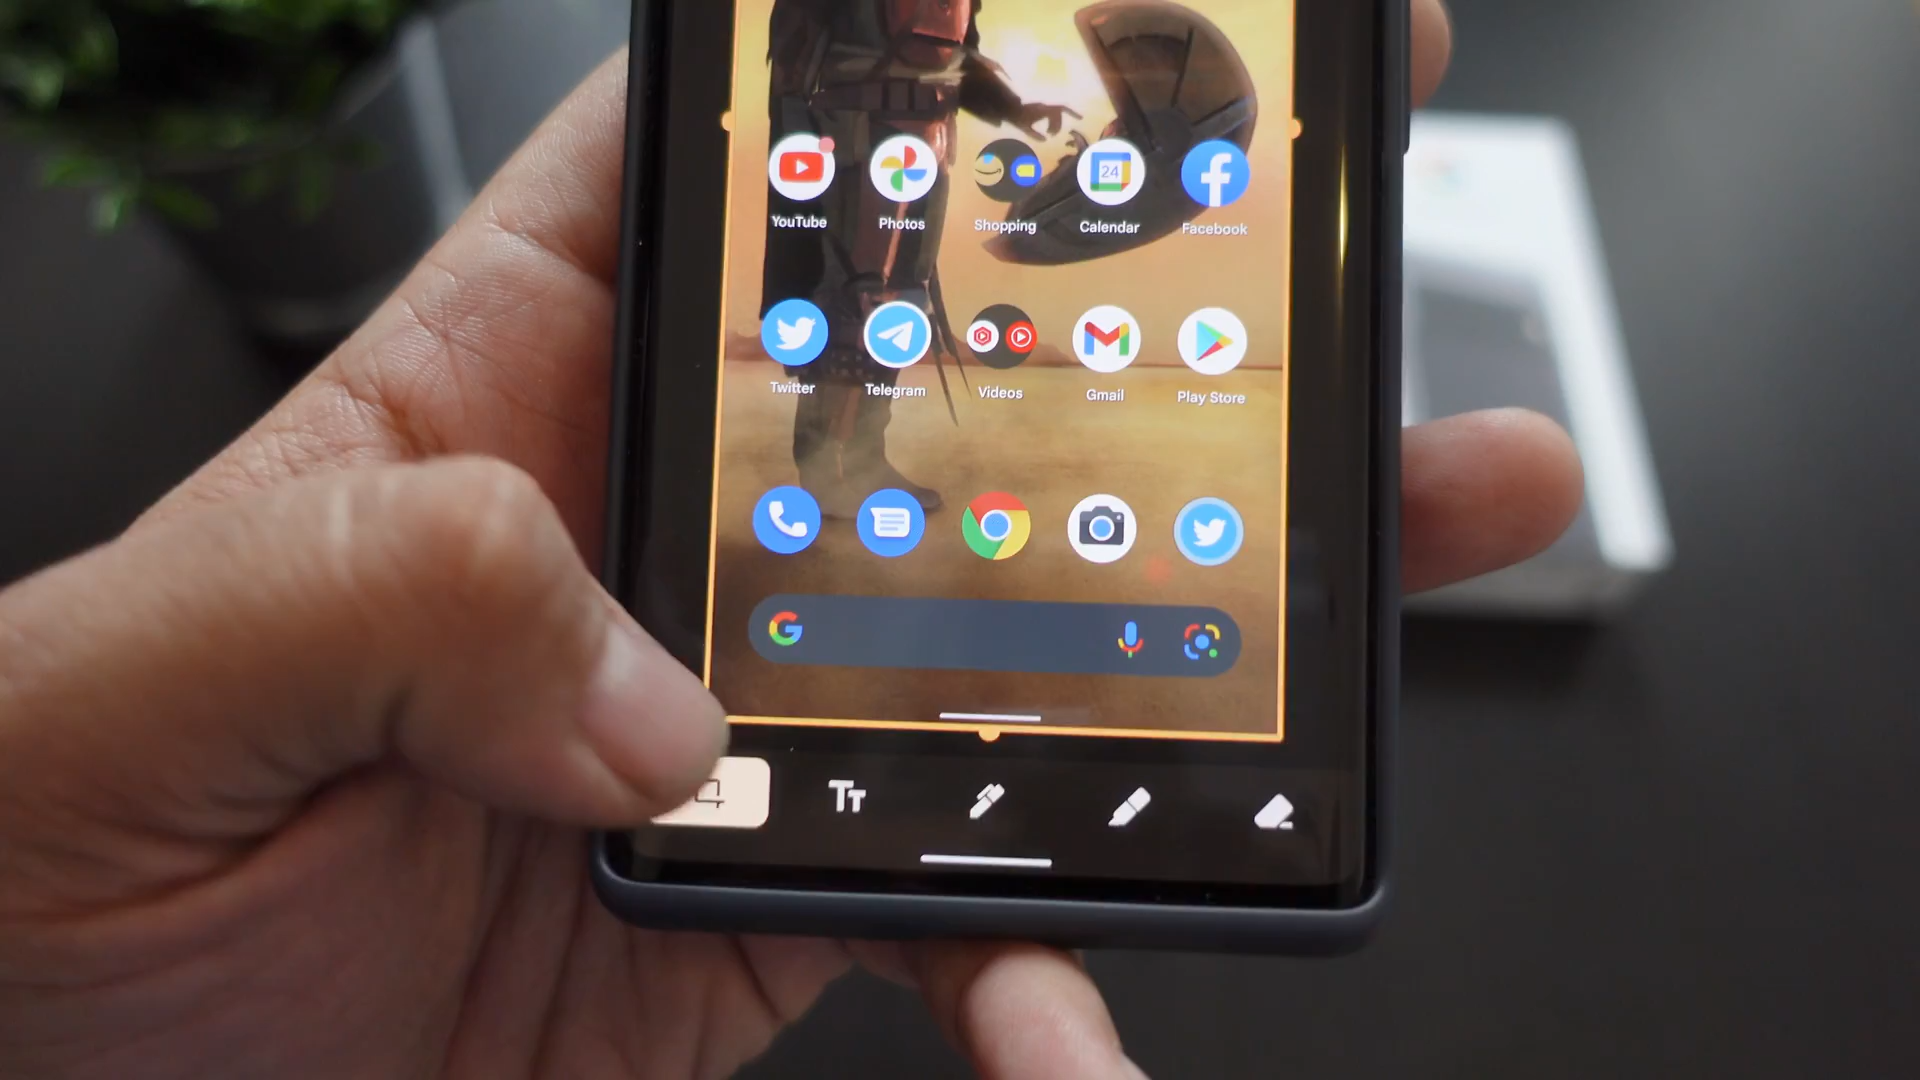 YouTube Photos Shopping Calendar Facebook
24
Twitter Telegram Videos Gmail Play Store
G
Tт